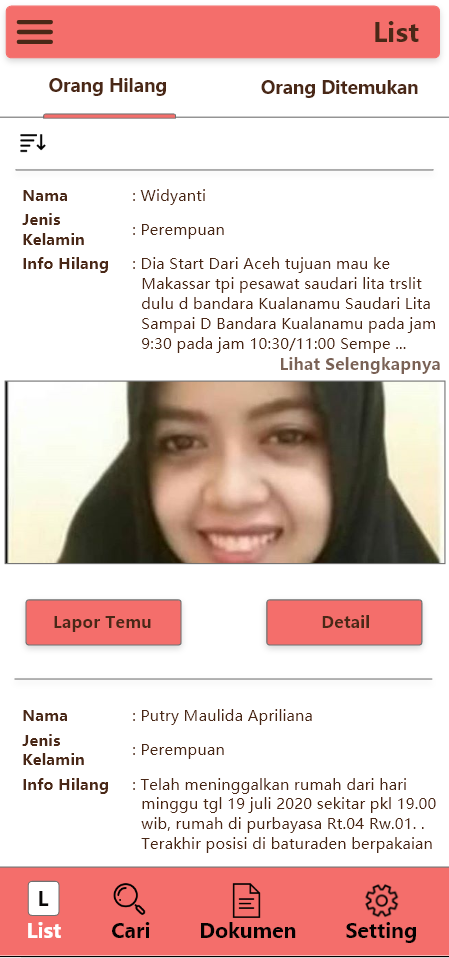 List
Orang Hilang
Orang Ditemukan
Nama : Widyanti
Jenis
Kelamin : Perempuan
Info Hilang : Dia Start Dari Aceh tujuan mau ke
Makassar tpi pesawat saudari lita trslit
dulu d bandara Kualanamu Saudari Lita
Sampai D Bandara Kualanamu pada jam
9:30 pada jam 10:30/11:00 Sempe ...
Lihat Selengkapnya
Lapor Temu
Detail
Nama : Putry Maulida Apriliana
Jenis
Kelamin : Perempuan
Info Hilang : Telah meninggalkan rumah dari hari
minggu tgl 19 juli 2020 sekitar pkl 19.00
wib, rumah di purbayasa Rt.04 Rw.01. .
Terakhir posisi di baturaden berpakaian
L
List
Cari
Dokumen
Setting